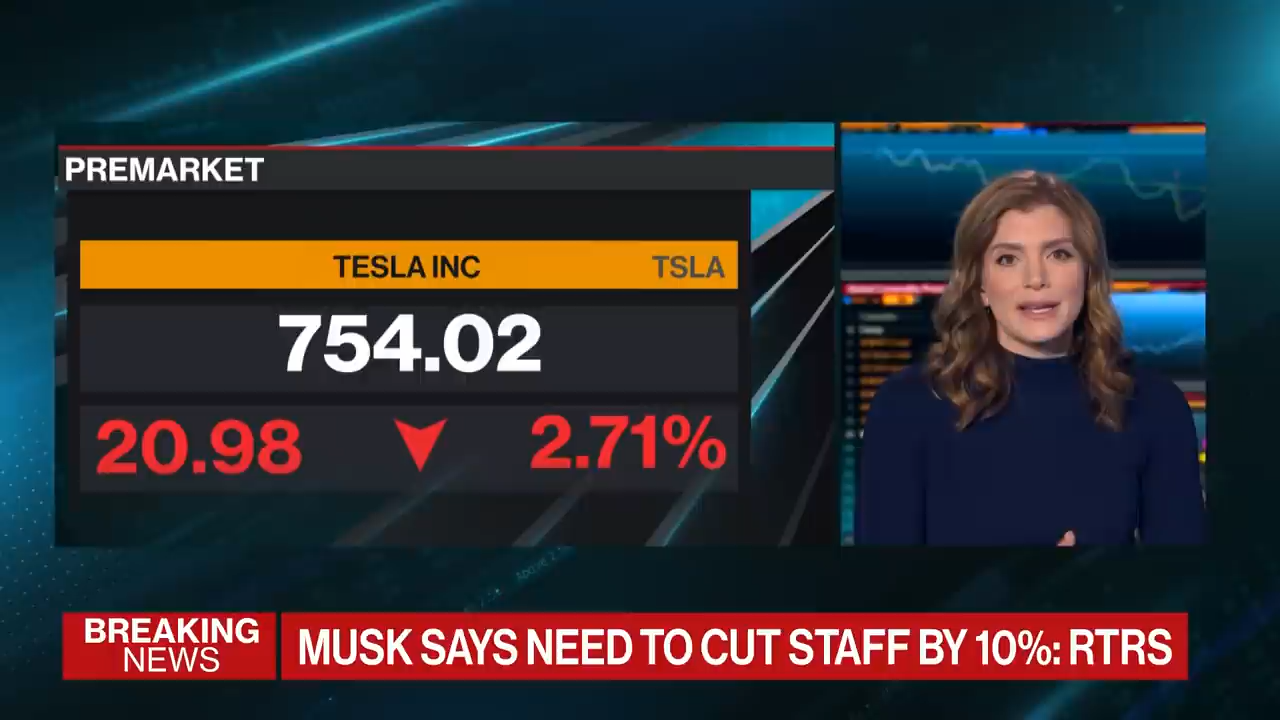 PREMARKET
TESLA INC TSLA
754.02
20.98 2.71%
BREAKING
NEWS
MUSK SAYS NEED TO CUT STAFF BY 10%: RTRS